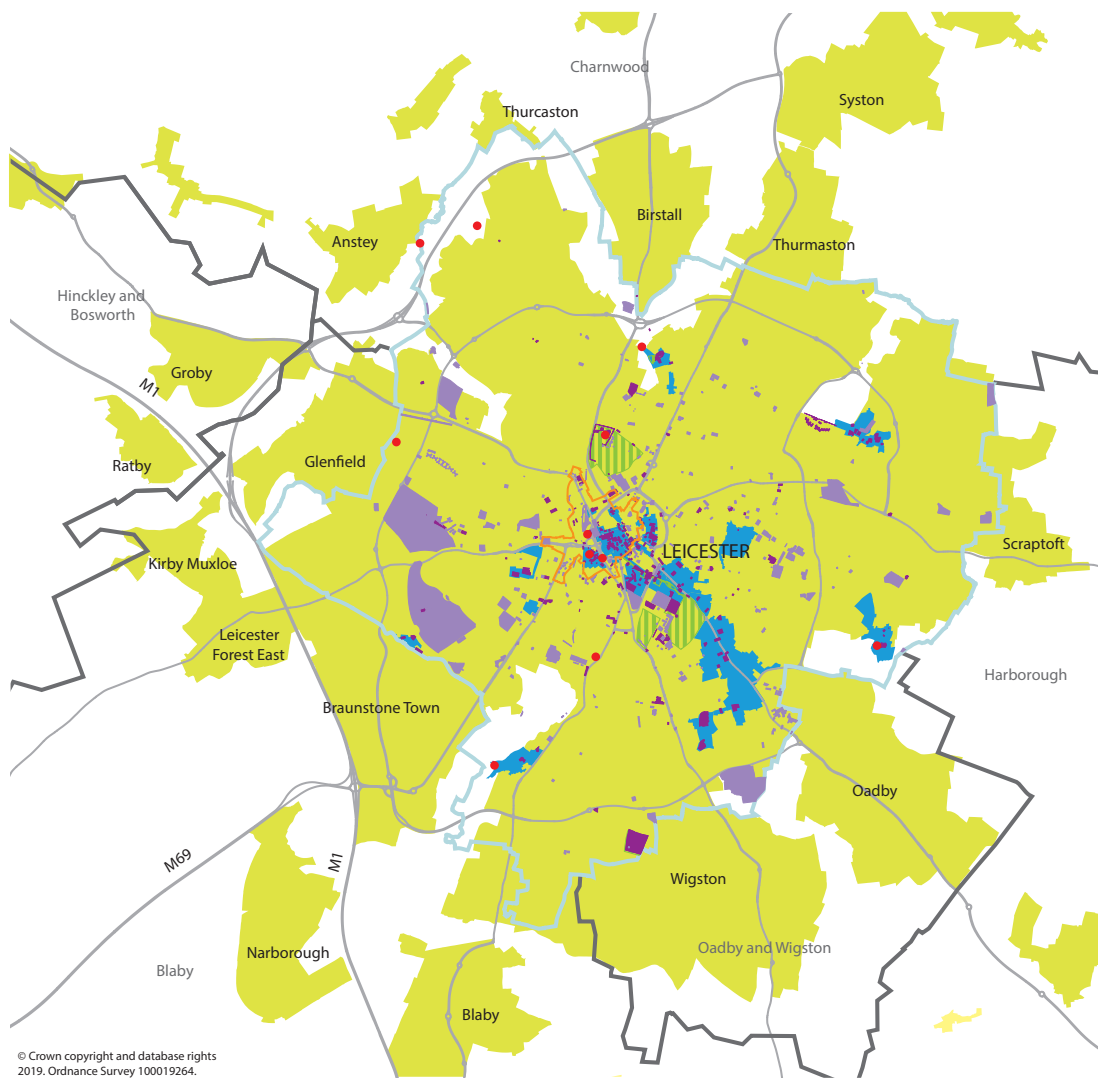 Charnwood
Syston
Thurcaston
Birstall
Anstey
Thurmaston
Hinckley and
Bosworth
Groby
M1
Ratby
Glenfield
LEICESTER
Scraptoft
Kirby Muxloe
Leicester
Forest East
Harborough
Braunstone Town
Oadby
M69
M1
Wigston
Narborough
Oadby and Wigston
Blaby
Blaby
© Crown copyright and database rights
2019. Ordnance Survey 100019264.